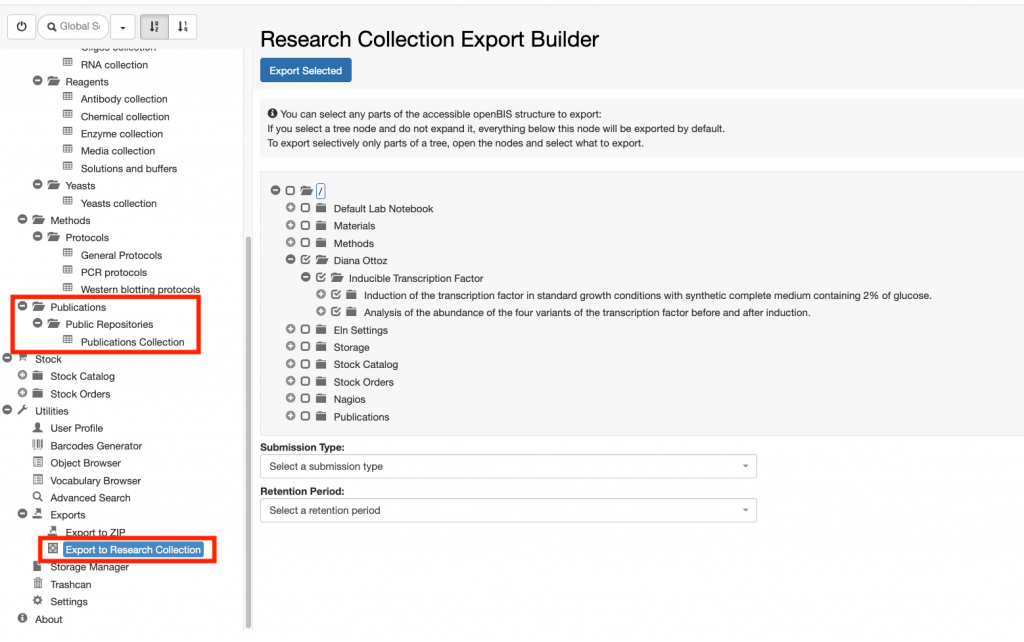 Global S
Oligos collection
RNA collection
Reagents
Antibody collection
Chemical collection
Enzyme collection
Media collection
Solutions and buffers
Yeasts
Yeasts collection
Methods
Protocols
General Protocols
PCR protocols
Western blotting protocols
Publications
Public Repositories
Publications Collection
Stock
Stock Catalog
Stock Orders
Utilities
User Profile
Barcodes Generator
Object Browser
Vocabulary Browser
Advanced Search
Exports
Export to ZIP
Export to Research Collection
Storage Manager
Trashcan
Settings
About
Research Collection Export Builder
Export Selected
You can select any parts of the accessible openBIS structure to export:
If you select a tree node and do not expand it, everything below this node will be exported by default.
To export selectively only parts of a tree, open the nodes and select what to export.
/
Default Lab Notebook
Materials
Methods
Diana Ottoz
Inducible Transcription Factor
Induction of the transcription factor in standard growth conditions with synthetic complete medium containing 2% of glucose.
Analysis of the abundance of the four variants of the transcription factor before and after induction.
Eln Settings
Storage
Stock Catalog
Stock Orders
Nagios
Publications
Submission Type:
Select a submission type
Retention Period:
Select a retention period